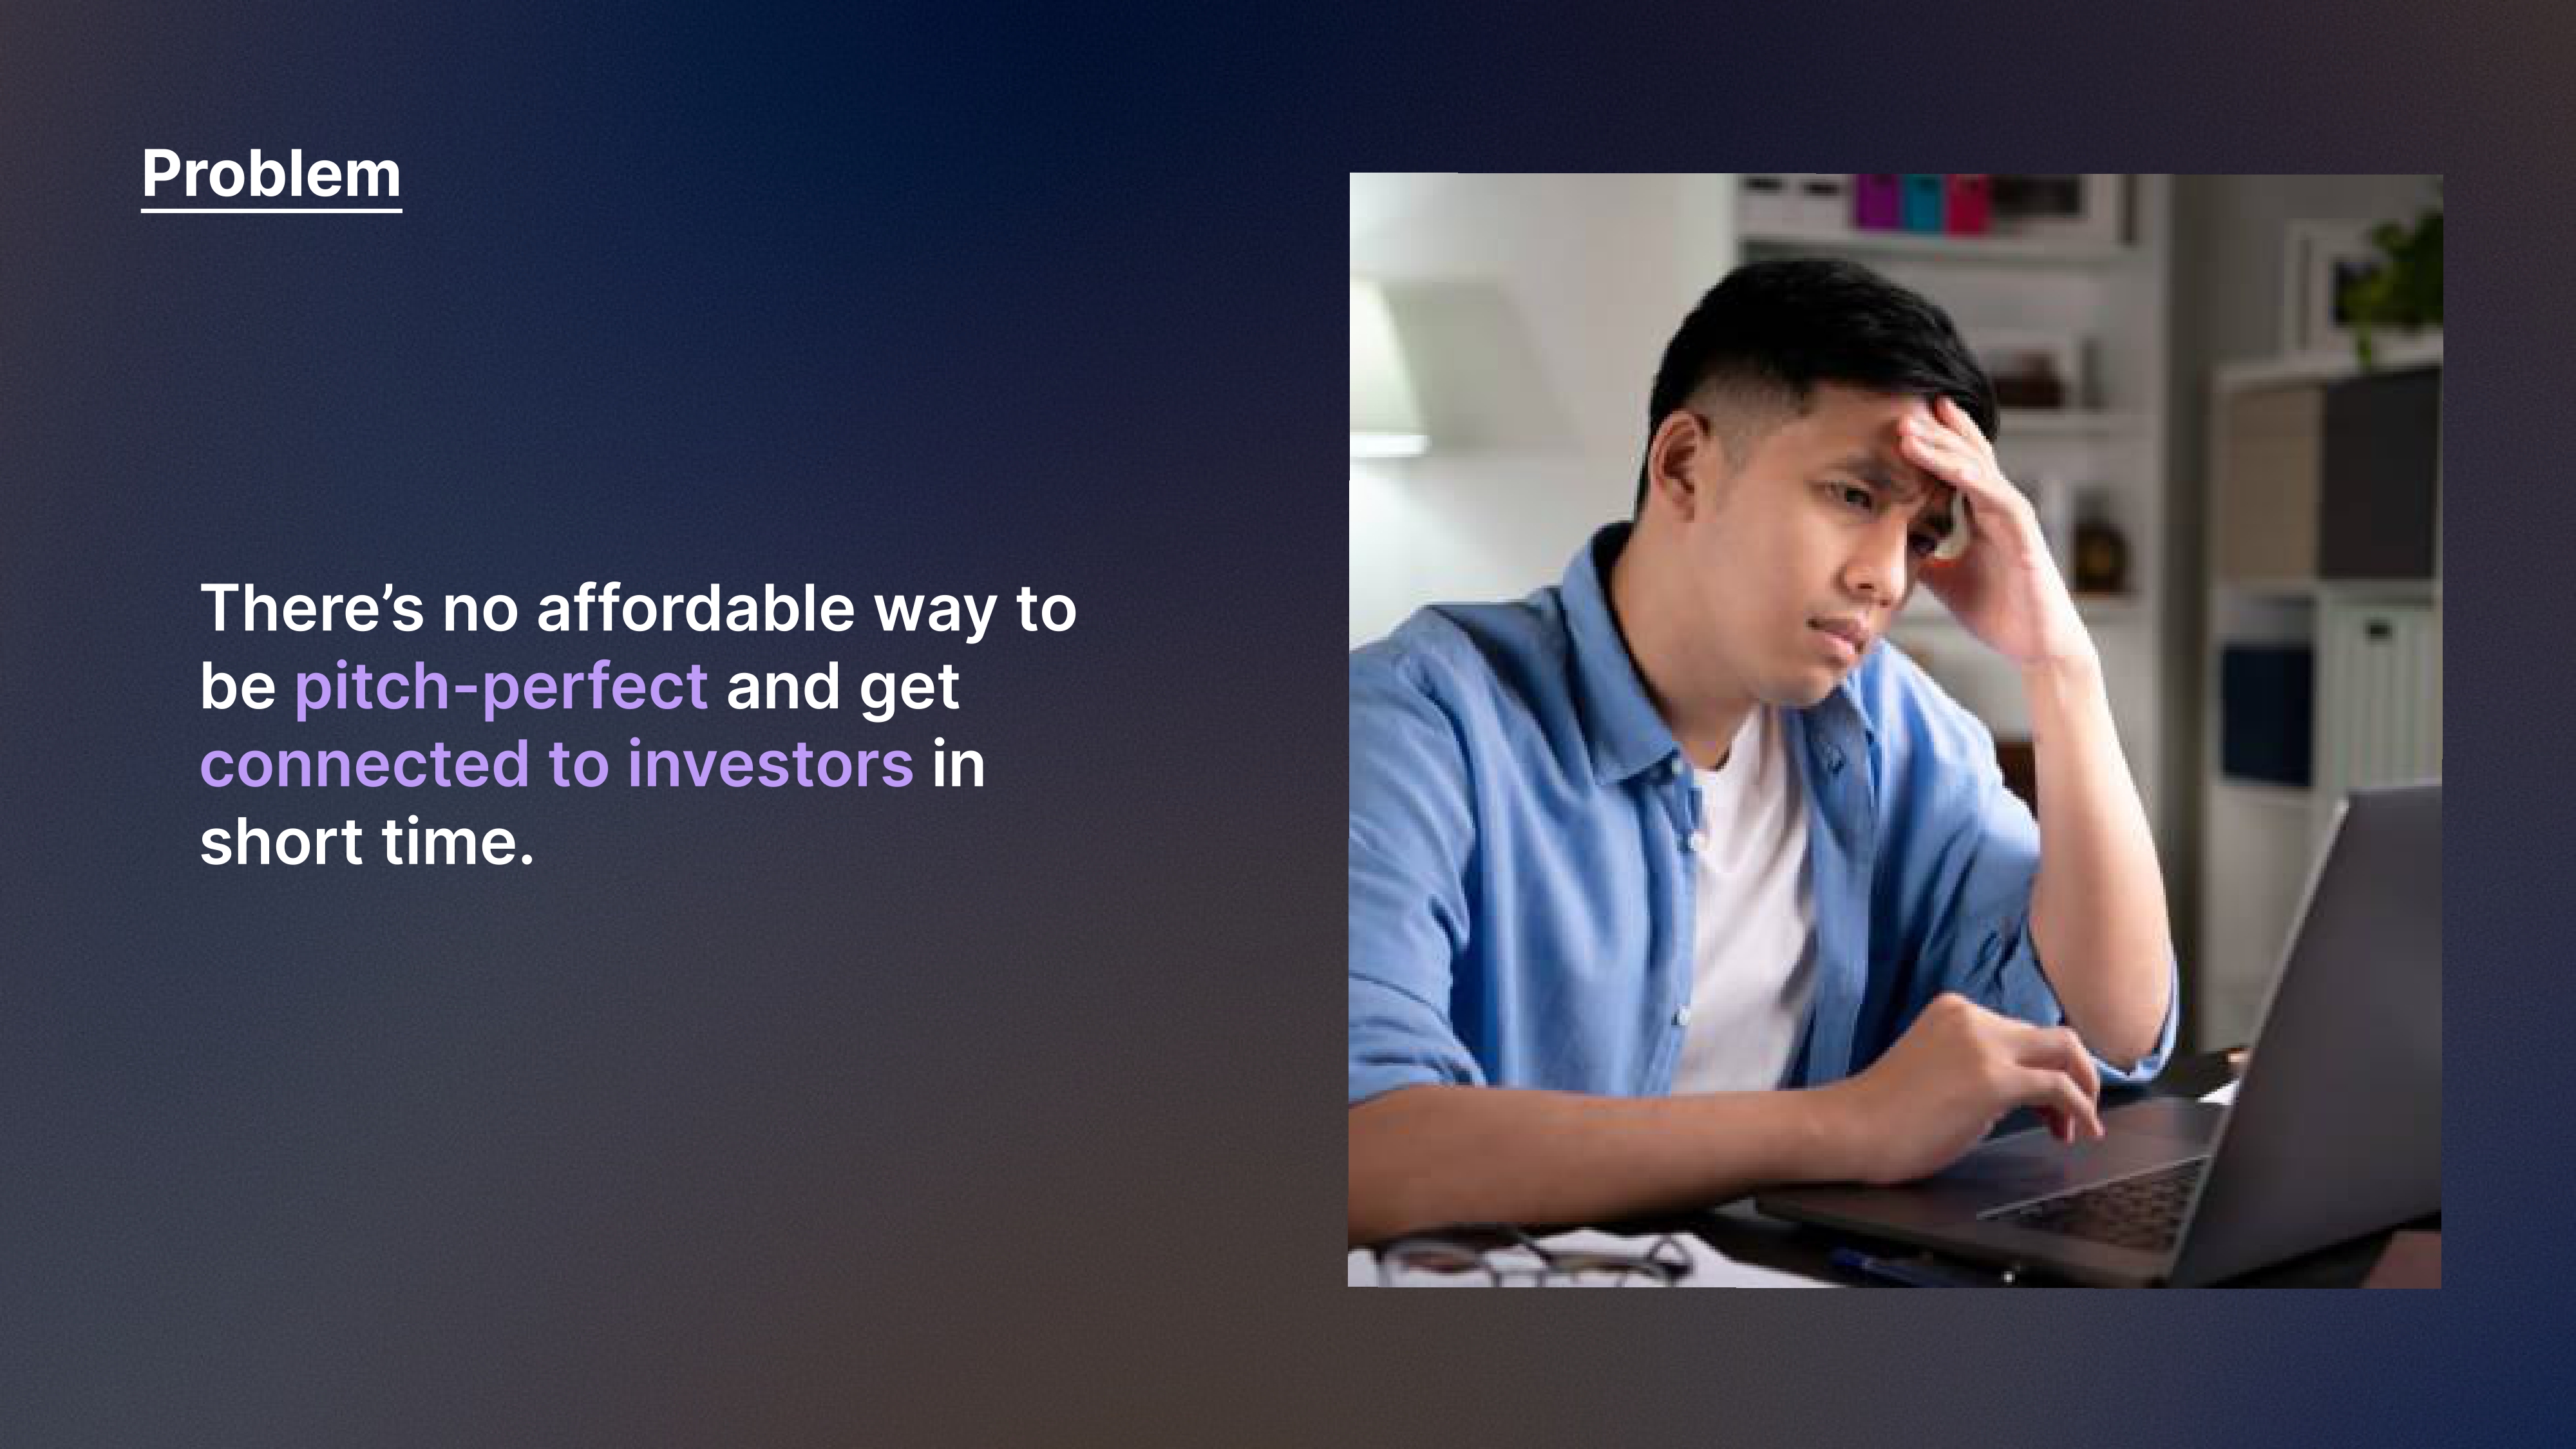 Problem
There’s no affordable way to
be pitch-perfect and get
connected to investors in
short time.